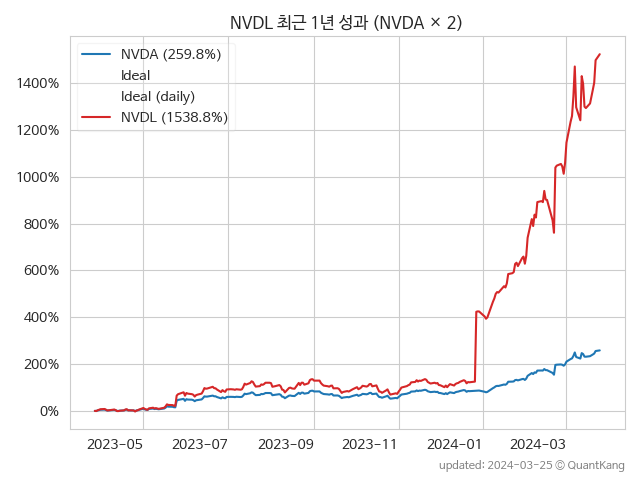 NVDL 최근 1년 성과 (NVDA × 2)
NVDA (259.8%)
Ideal
Ideal (daily)
NVDL (1538.8%)
1400%
1200%
1000%
800%
600%
400%
200%
0%
2023-05 2023-07 2023-09 2023-11 2024-01 2024-03
updated: 2024-03-25 ⓒ QuantKang